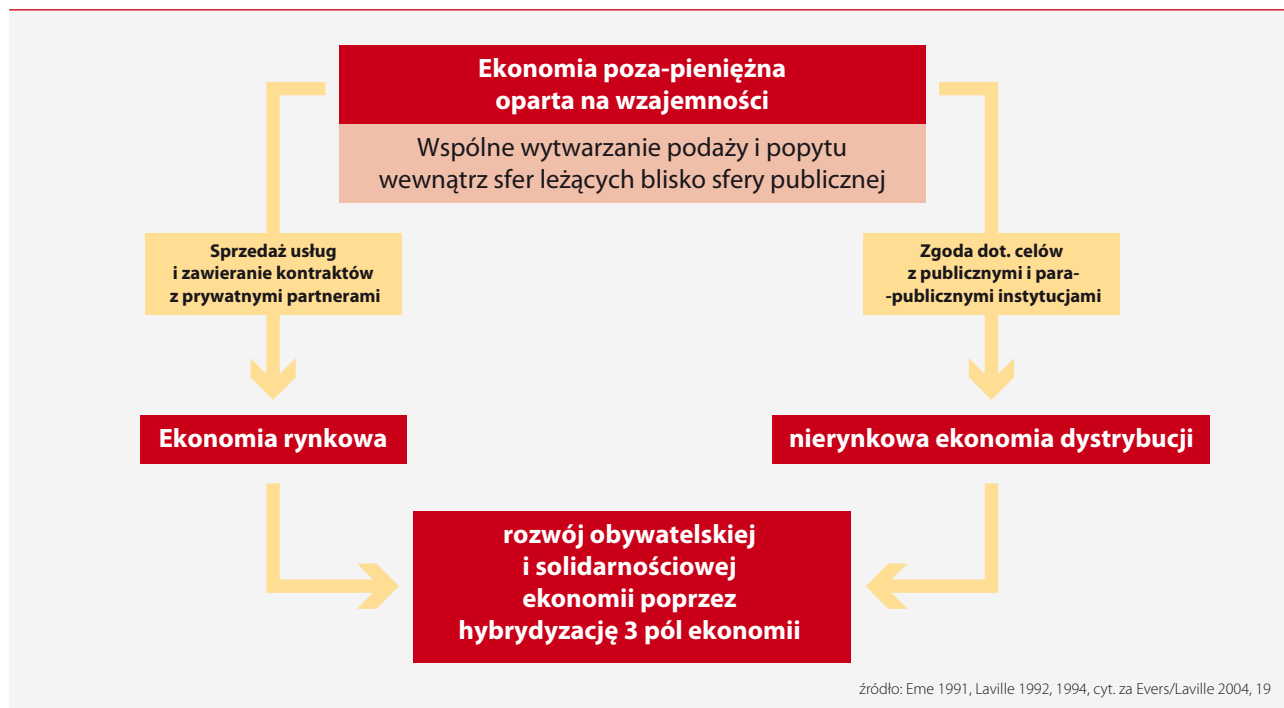 Ekonomia poza-pieniężna
oparta na wzajemności
Wspólne wytwarzanie podaży i popytu
wewnątrz sfer leżących blisko sfery publicznej
Sprzedaż usług
i zawieranie kontraktów
z prywatnymi partnerami
Zgoda dot. celów
z publicznymi i para-
-publicznymi instytucjami
Ekonomia rynkowa
nierynkowa ekonomia dystrybucji
rozwój obywatelskiej
i solidarnościowej
ekonomii poprzez
hybrydyzację 3 pól ekonomii
źródło: Eme 1991, Laville 1992, 1994, cyt. za Evers/Laville 2004, 19